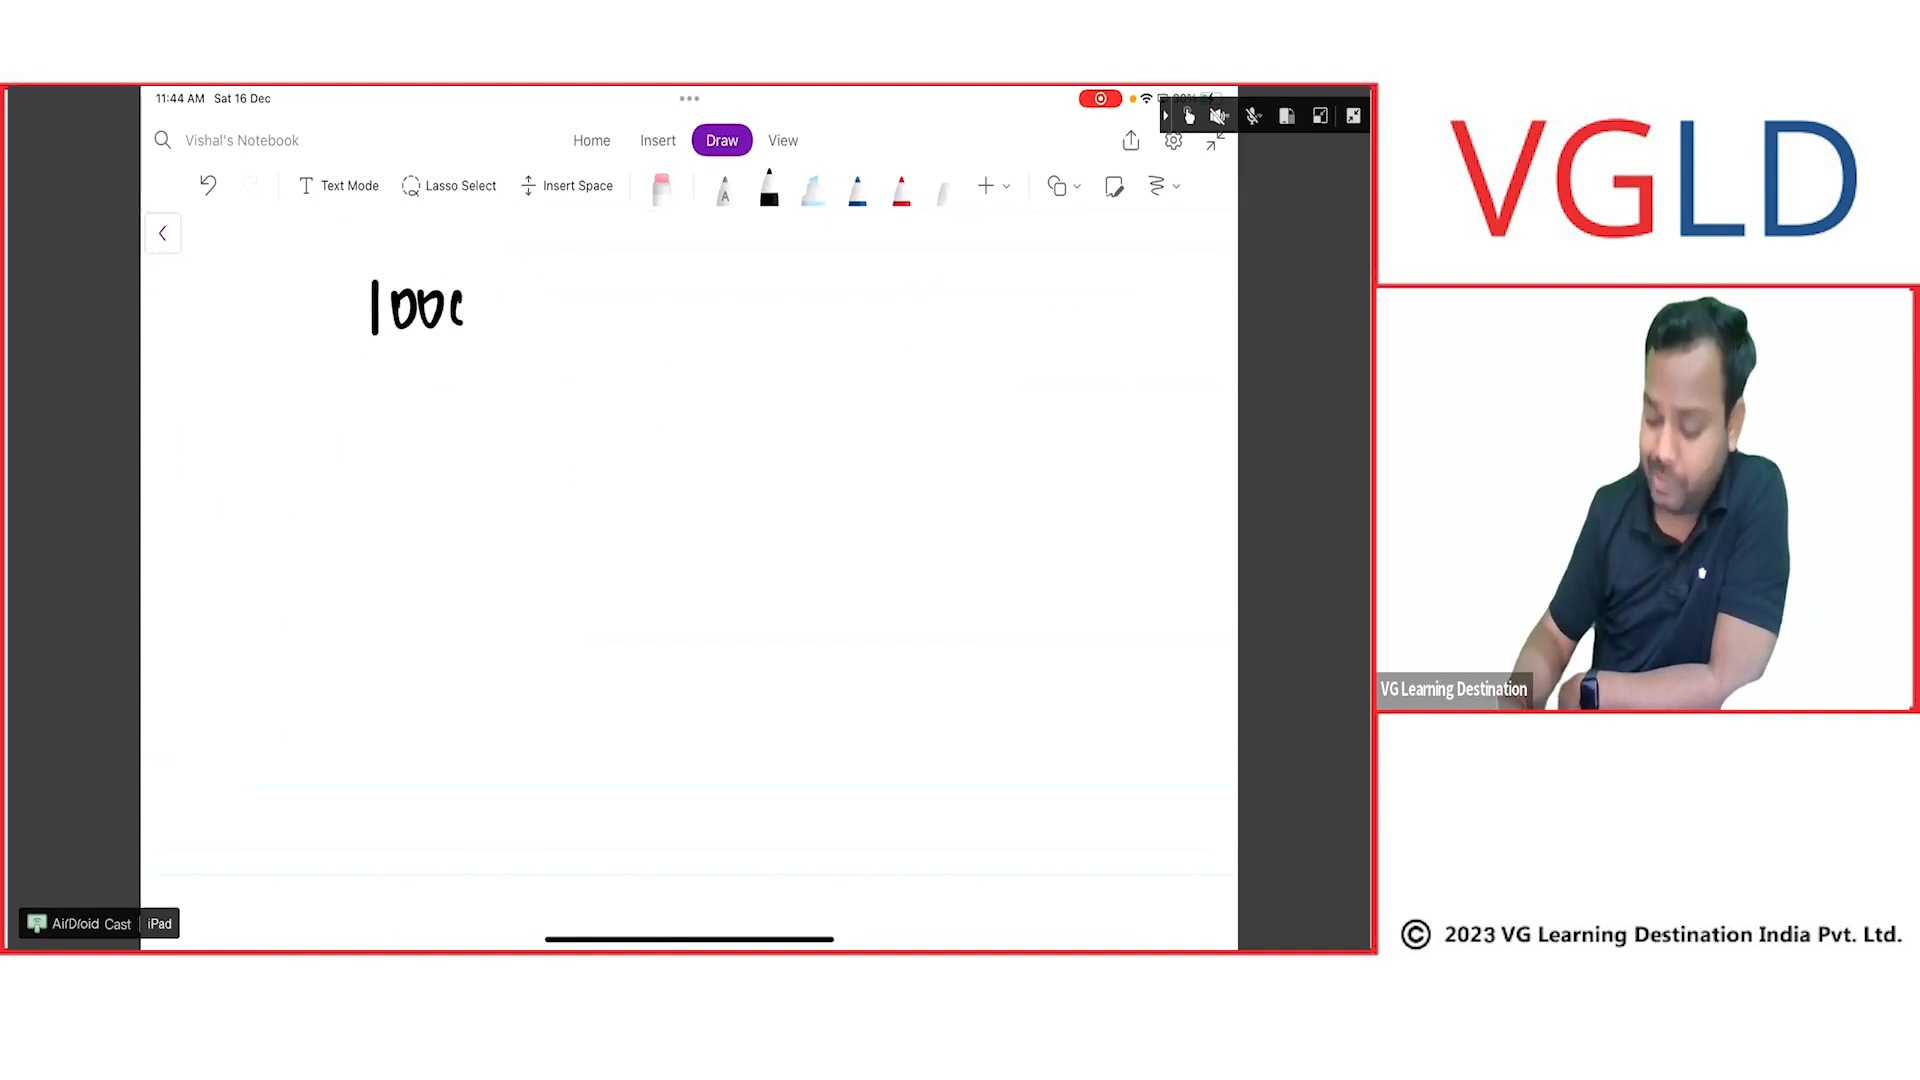 11:44 AM Sat 16 Dec
30%
Vishal's Notebook
Home Insert Draw View
Text Mode Lasso Select Insert Space
A
VGLD
VG Learning Destination
AirDroid Cast iPad
© 2023 VG Learning Destination India Pvt. Ltd.